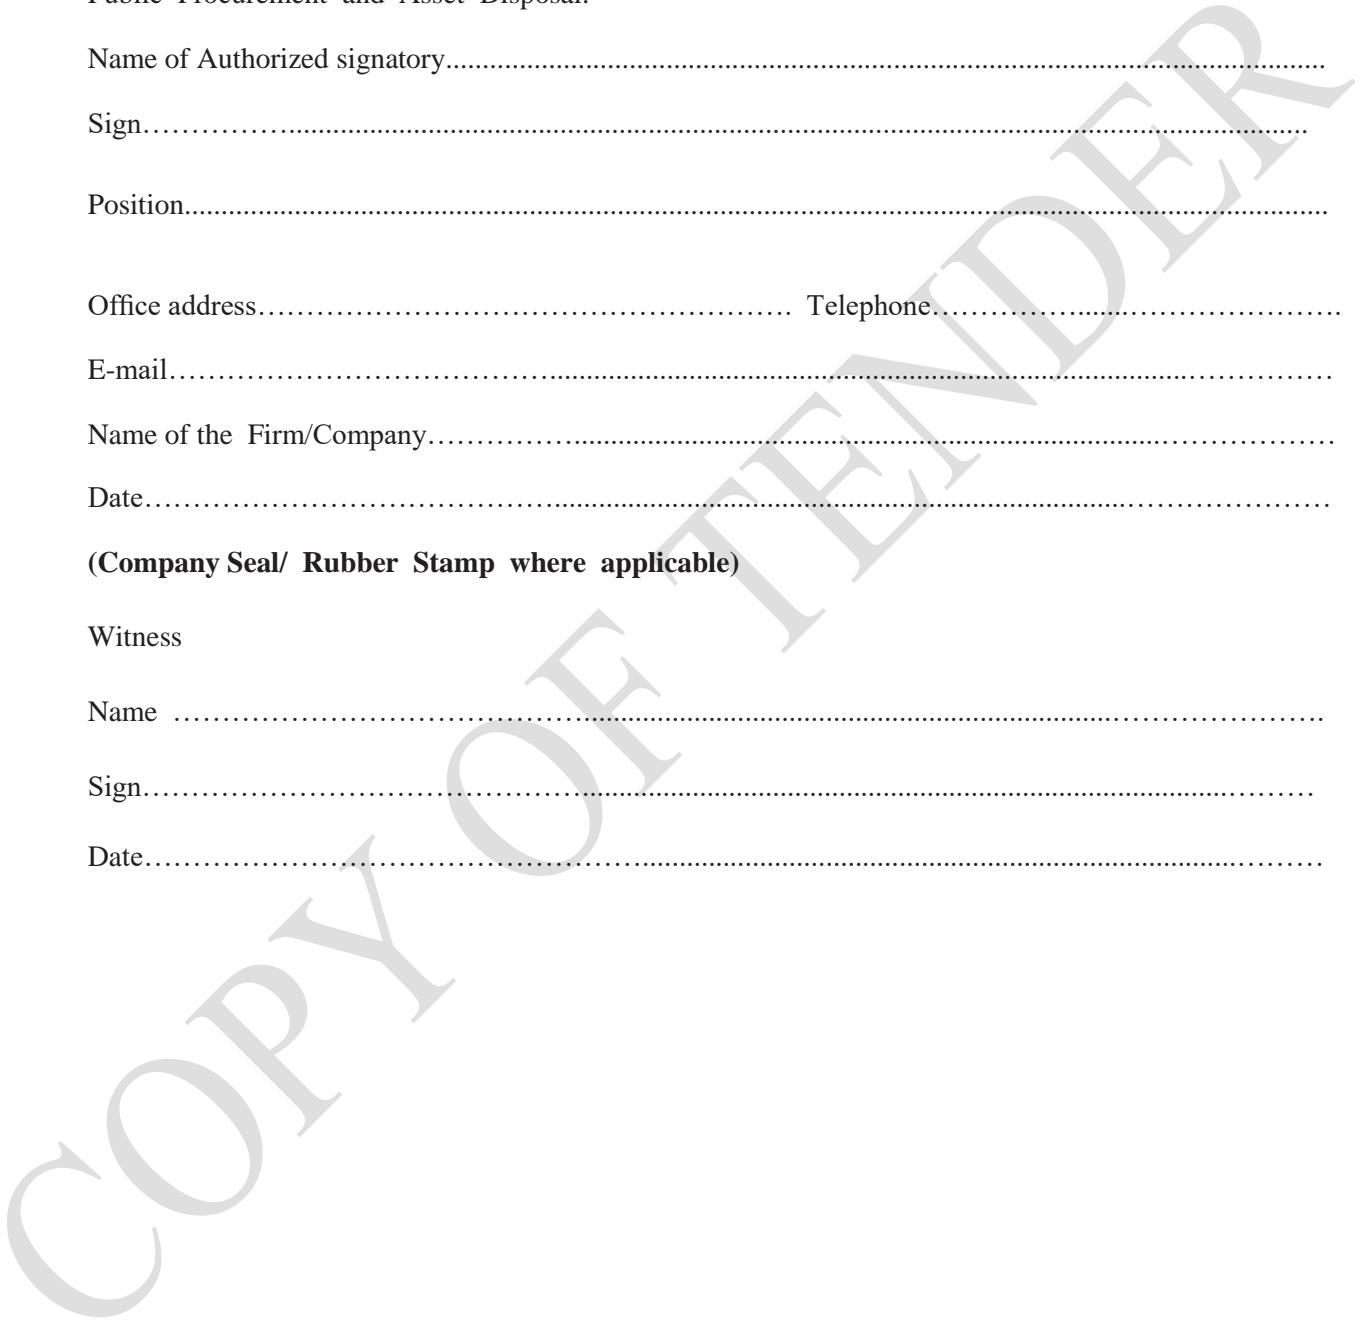 Public Procurement and Asset Disposal.
Name of Authorized signatory........................................................................................................................
Sign……………..............................................................................................................................................
Position............................................................................................................................................................
Office address………………………………………………. Telephone…………….......………………….
E-mail…………………………………......................................................................................……………
Name of the Firm/Company……………................................................................................………………
Date……………………………………...............................................................................…………………
(Company Seal/ Rubber Stamp where applicable)
Witness
Name …………………………………….........................................................................………………….
Sign………………………………………........................................................................................………
Date……………………………………………..................................................................................………
COPY OF TENDER